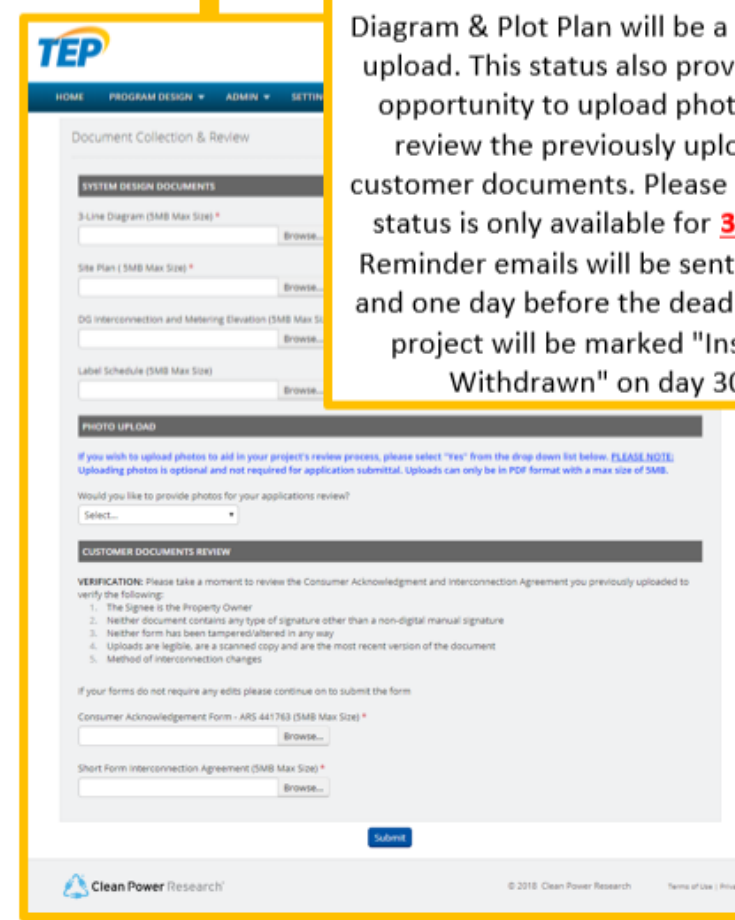 Diagram & Plot Plan will be a
upload. This status also prov
opportunity to upload phot
review the previously uplo
customer documents. Please
status is only available for 3
Reminder emails will be sent
and one day before the dead
project will be marked "Ins
Withdrawn" on day 30
TEP
HOME PROGRAM DESIGN ADMIN SETTIN
Document Collection & Review
SYSTEM DESIGN DOCUMENTS
3-Line Diagram (5MB Max Size) *
Browse...
Site Plan ( 5MB Max Size) *
Browse...
DG Interconnection and Metering Elevation (5MB Max Si
Browse...
Label Schedule (5MB Max Size)
Browse...
PHOTO UPLOAD
If you wish to upload photos to aid in your project's review process, please select "Yes" from the drop down list below. PLEASE NOTE:
Uploading photos is optional and not required for application submittal. Uploads can only be in PDF format with a max size of 5MB.
Would you like to provide photos for your applications review?
Select...
CUSTOMER DOCUMENTS REVIEW
VERIFICATION: Please take a moment to review the Consumer Acknowledgment and Interconnection Agreement you previously uploaded to
verify the following:
1. The Signee is the Property Owner
2. Neither document contains any type of signature other than a non-digital manual signature
3. Neither form has been tampered/altered in any way
4. Uploads are legible, are a scanned copy and are the most recent version of the document
5. Method of interconnection changes
If your forms do not require any edits please continue on to submit the form
Consumer Acknowledgement Form - ARS 441763 (5MB Max Size) *
Browse...
Short Form Interconnection Agreement (5MB Max Size) *
Browse...
Submit
Clean Power Research®
© 2018 Clean Power Research Terms of Use | Priva